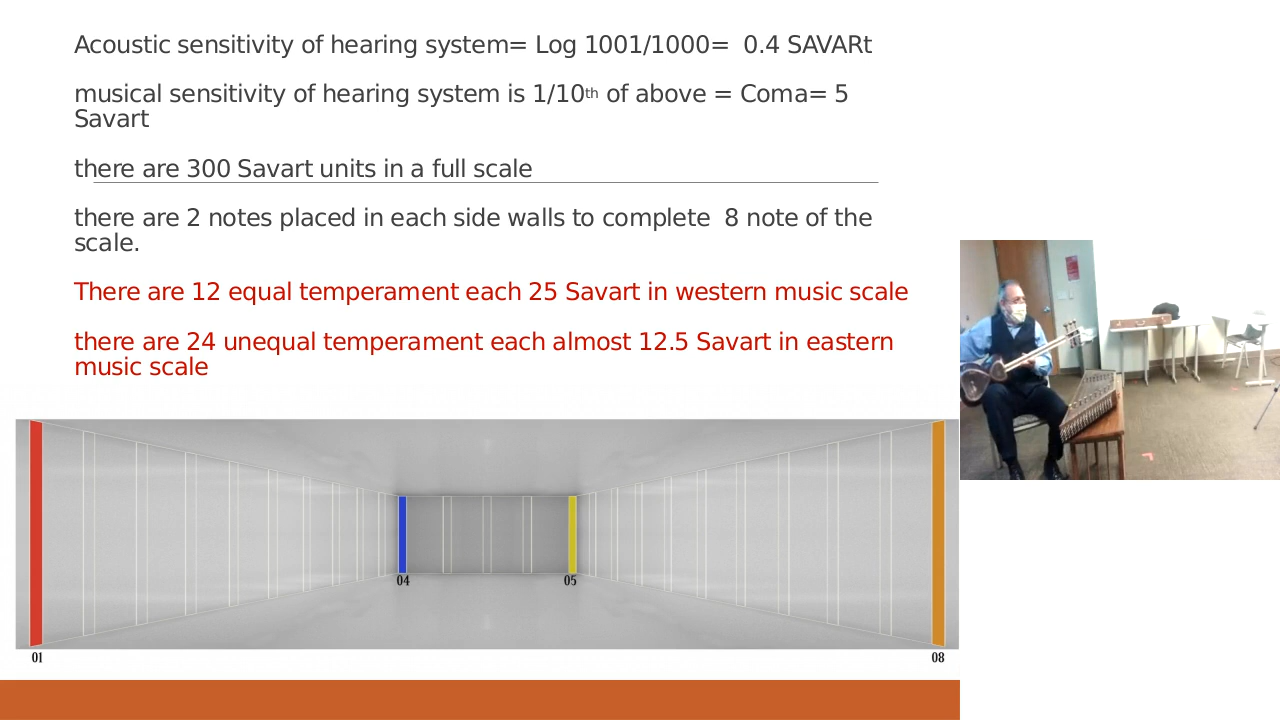 Acoustic sensitivity of hearing system= Log 1001/1000=  0.4 SAVARt
musical sensitivity of hearing system is 1/10th of above = Coma= 5
Savart
there are 300 Savart units in a full scale
there are 2 notes placed in each side walls to complete  8 note of the
scale.
There are 12 equal temperament each 25 Savart in western music scale
there are 24 unequal temperament each almost 12.5 Savart in eastern
music scale
04
05
01
08